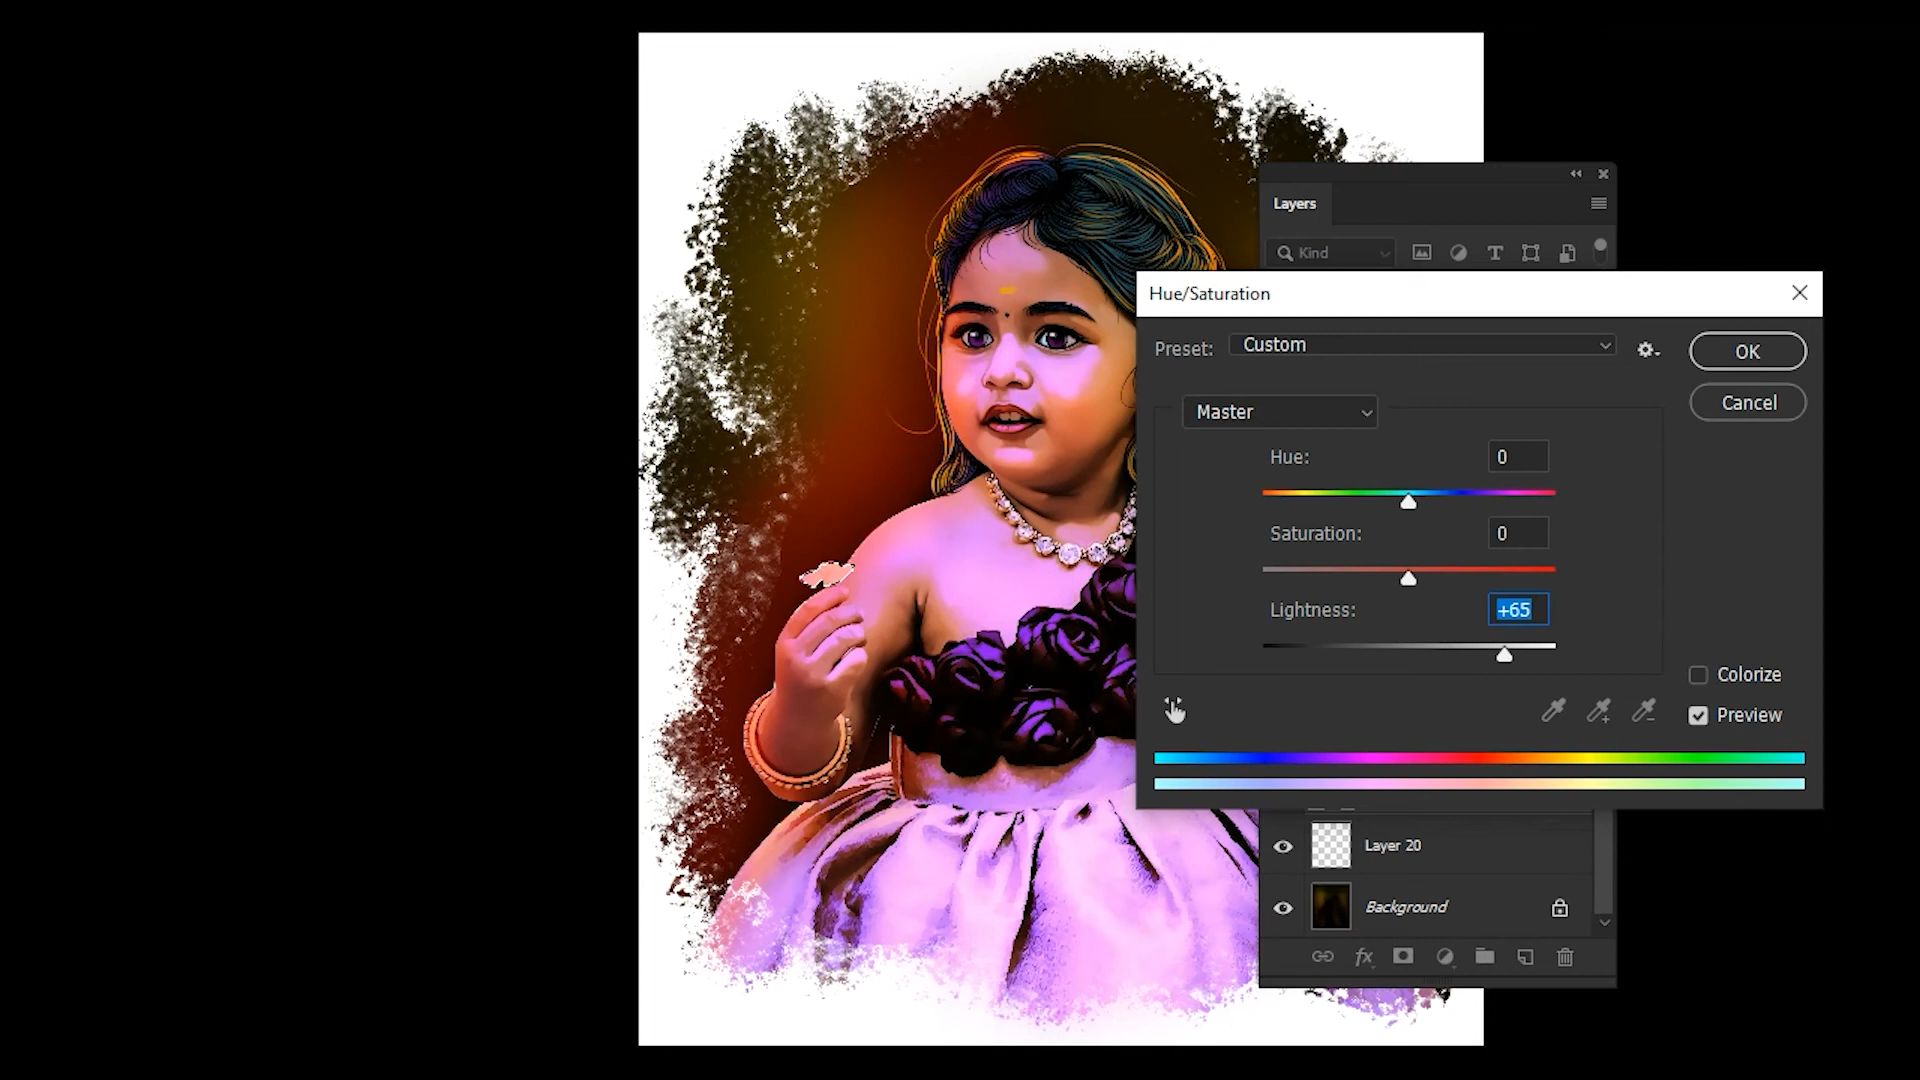 Layers
Kind
Hue/Saturation
Preset: Custom
OK
Master
Cancel
Hue: 0
Saturation: 0
Lightness: +65
Colorize
Preview
Layer 20
Background
fx